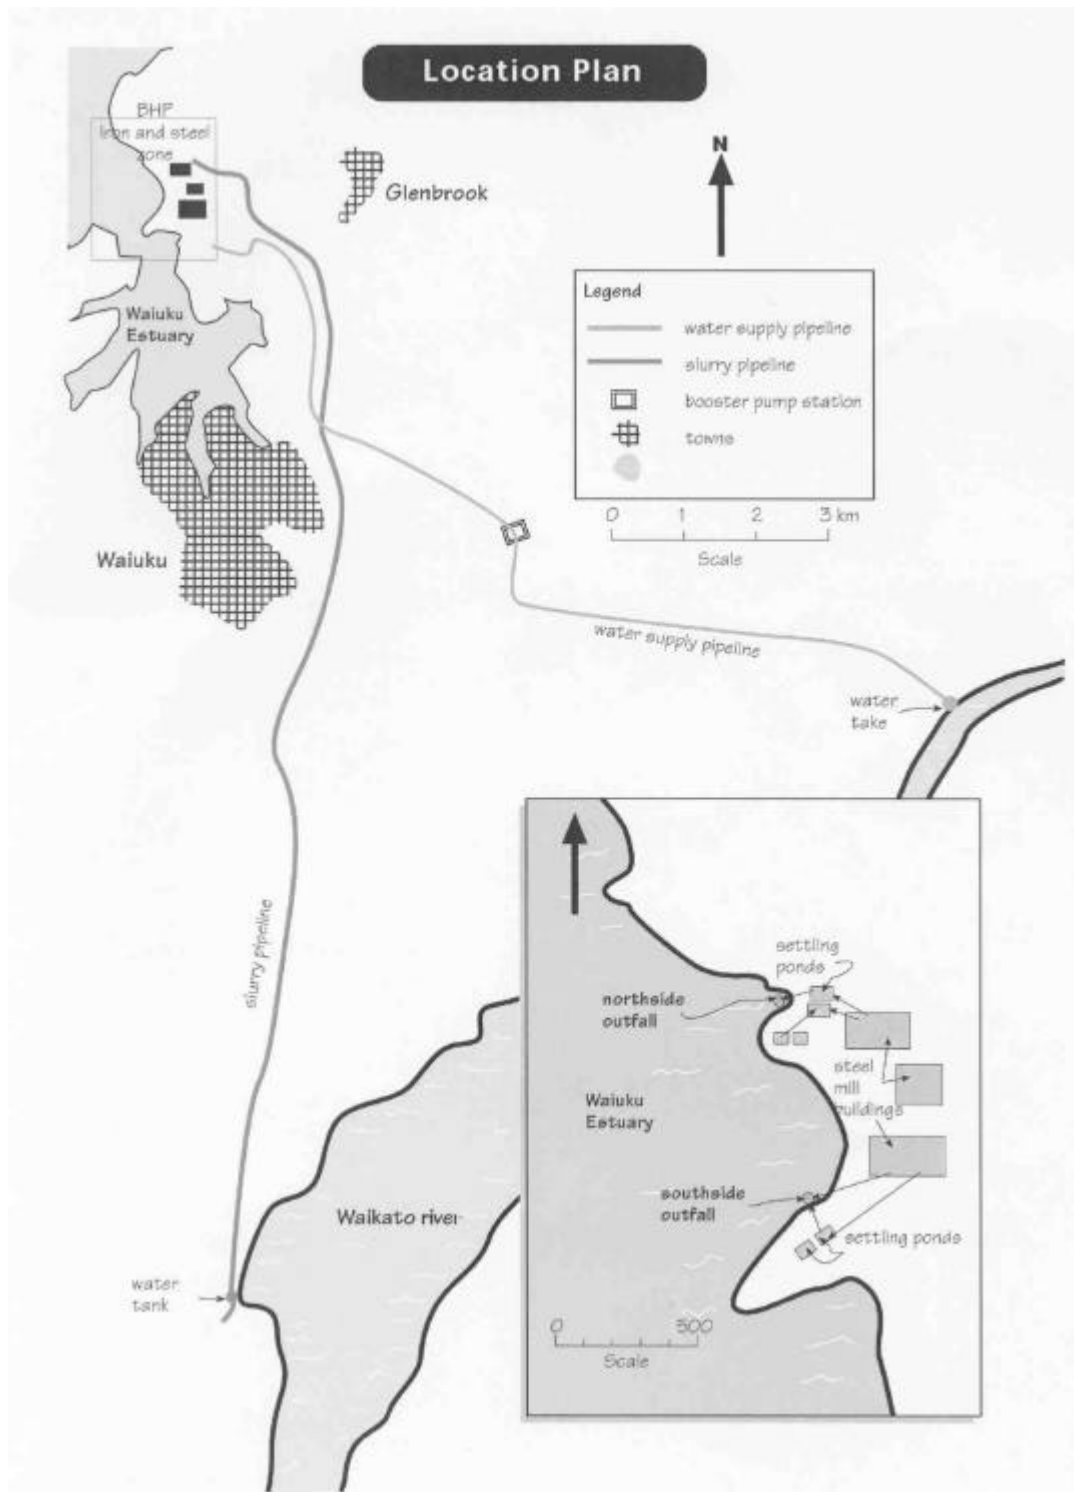 Location Plan
BHP
Iron and steel
zone
Glenbrook
N
Legend
water supply pipeline
slurry pipeline
booster pump station
towns
0 1 2 3 km
Scale
Waiuku
Estuary
Waiuku
water supply pipeline
water
take
slurry pipeline
settling
ponds
northside
outfall
steel
mill
buildings
Waiuku
Estuary
southside
outfall
settling ponds
0 500
Scale
Waikato river
water
tank